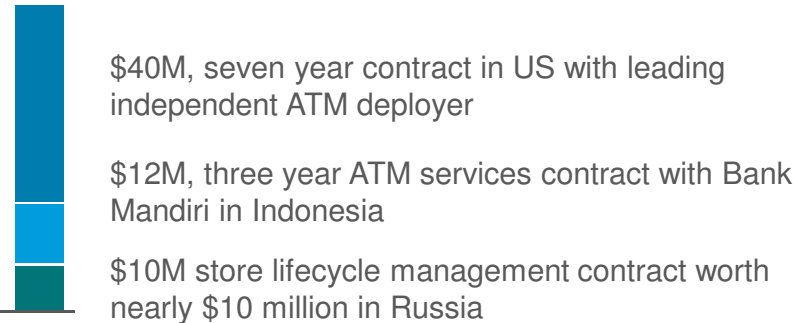 $40M, seven year contract in US with leading
independent ATM deployer
$12M, three year ATM services contract with Bank
Mandiri in Indonesia
$10M store lifecycle management contract worth
nearly $10 million in Russia